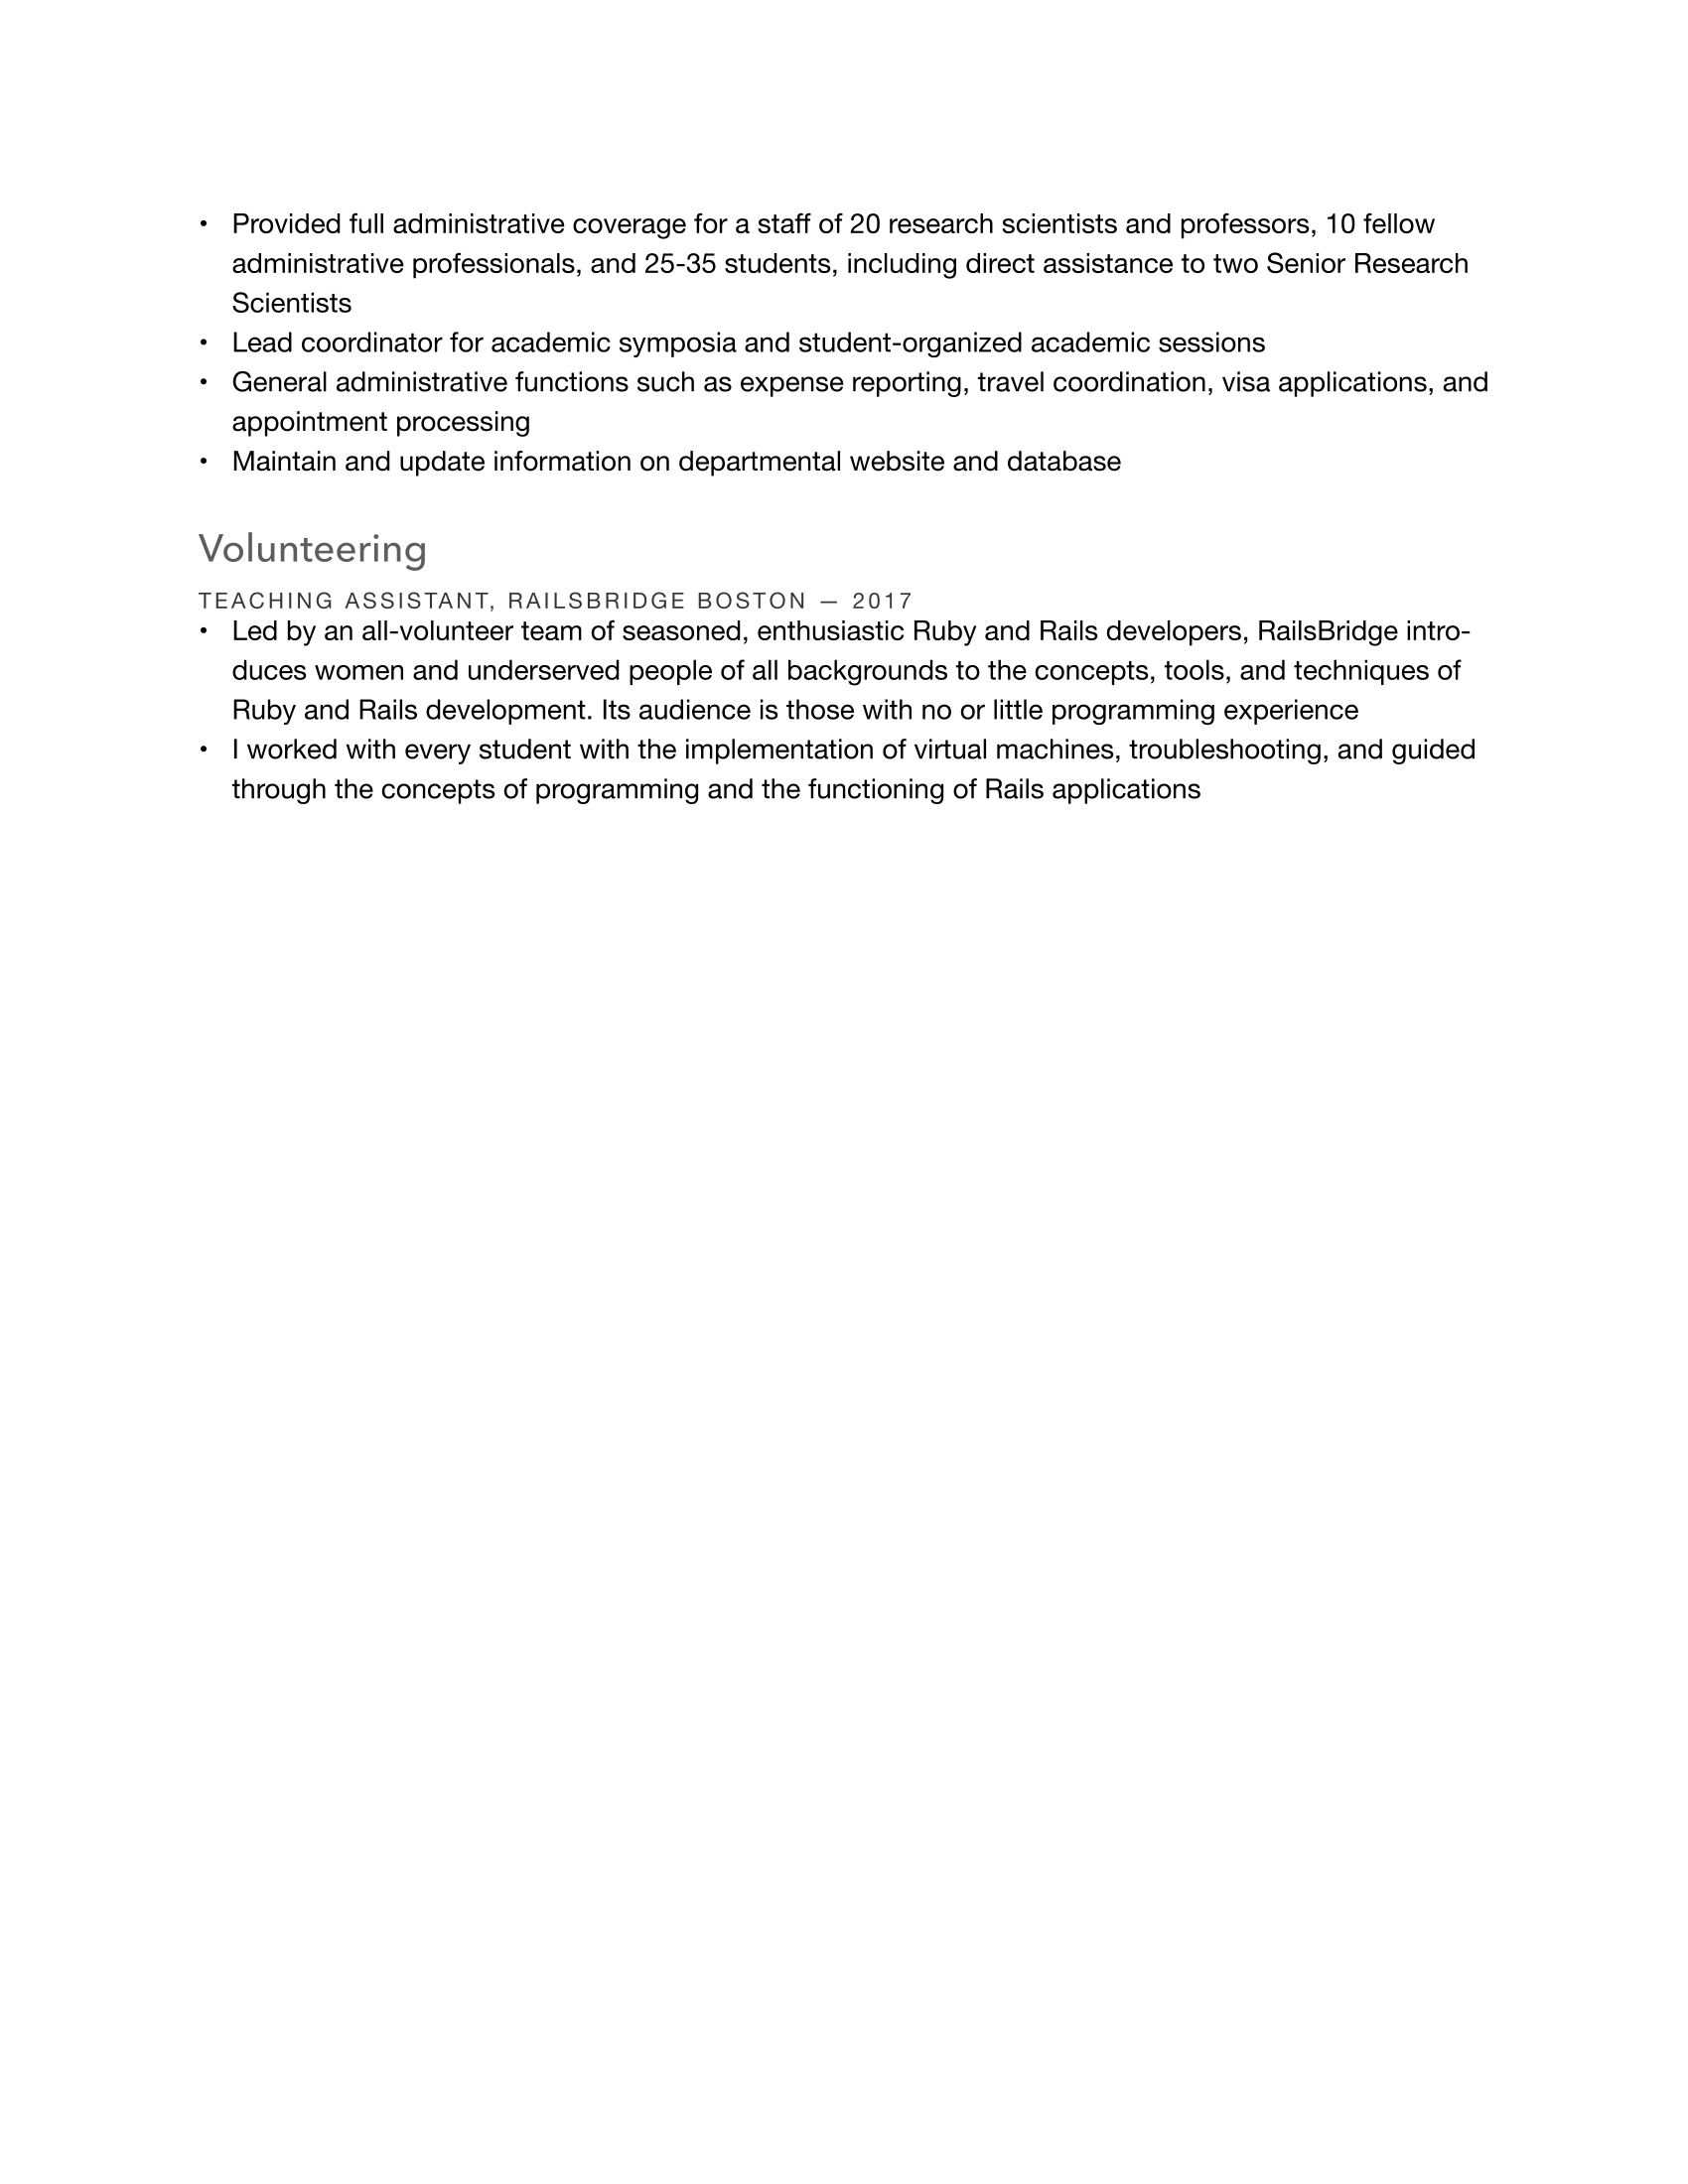 • Provided full administrative coverage for a staff of 20 research scientists and professors, 10 fellow
administrative professionals, and 25-35 students, including direct assistance to two Senior Research
Scientists
• Lead coordinator for academic symposia and student-organized academic sessions
• General administrative functions such as expense reporting, travel coordination, visa applications, and
appointment processing
• Maintain and update information on departmental website and database
Volunteering
TEACHING ASSISTANT, RAILSBRIDGE BOSTON — 2017
• Led by an all-volunteer team of seasoned, enthusiastic Ruby and Rails developers, RailsBridge intro-
duces women and underserved people of all backgrounds to the concepts, tools, and techniques of
Ruby and Rails development. Its audience is those with no or little programming experience
• I worked with every student with the implementation of virtual machines, troubleshooting, and guided
through the concepts of programming and the functioning of Rails applications